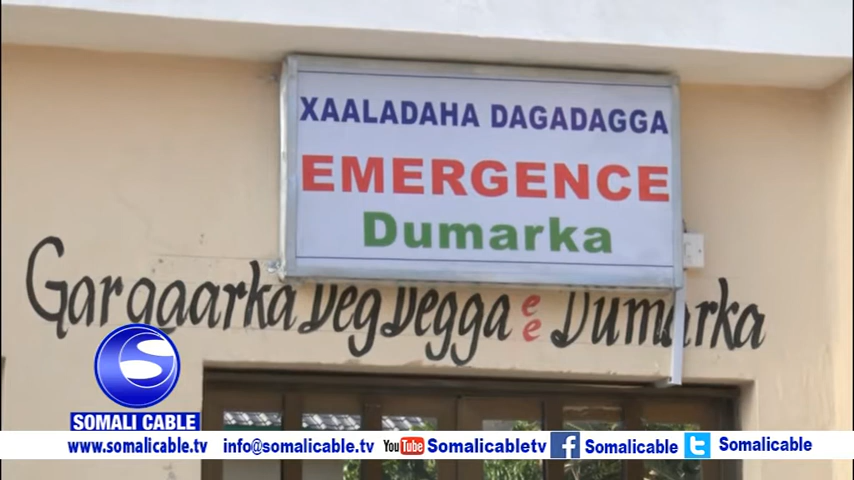 XAALADAHA DAGADAGGA
EMERGENCE
Dumarka
Gargaarka DegDegga ee Dumarka
SOMALI CABLE
www.somalicable.tv info@somalicable.tv YouTube Somalicabletv f Somalicable t Somalicable